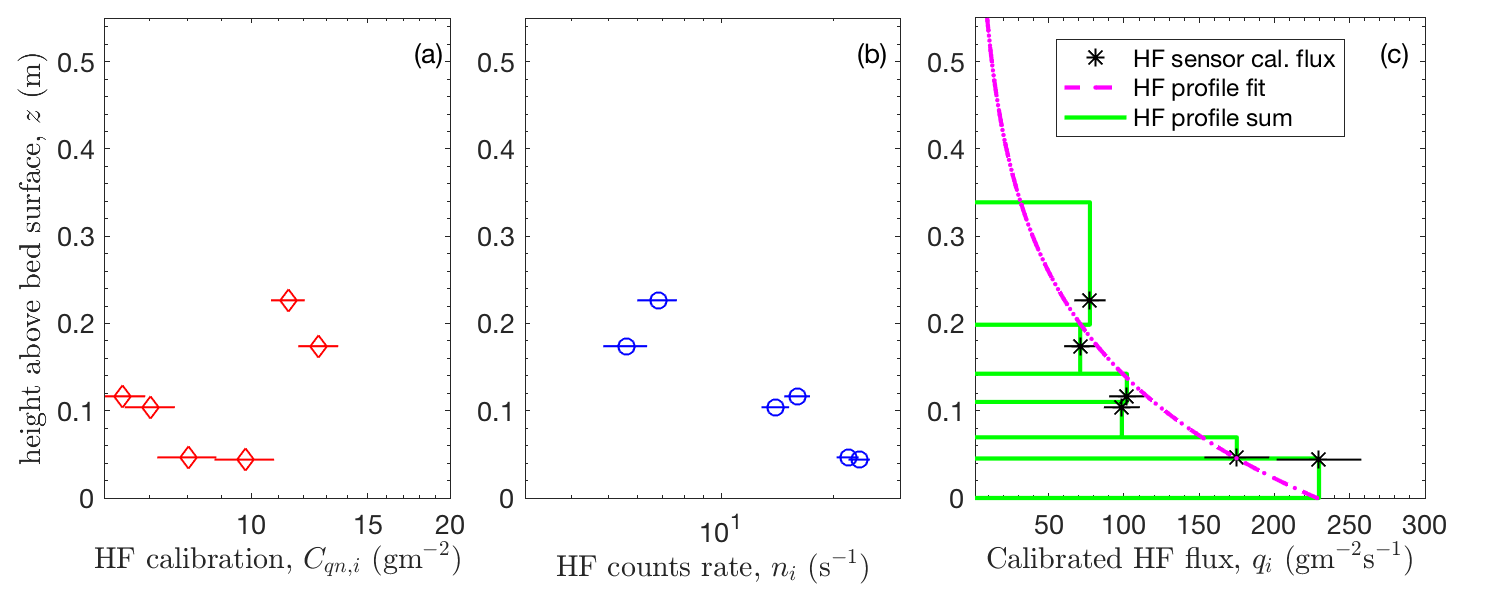 (a)
0.5
0.4
0.3
0.2
0.1
0
10 15 20
height above bed surface, z (m)
HF calibration, C_{qn,i} (gm^{-2})
(b)
0.5
0.4
0.3
0.2
0.1
0
10^1
HF counts rate, n_i (s^{-1})
(c)
HF sensor cal. flux
HF profile fit
HF profile sum
0.5
0.4
0.3
0.2
0.1
0
50 100 150 200 250 300
Calibrated HF flux, q_i (gm^{-2}s^{-1})